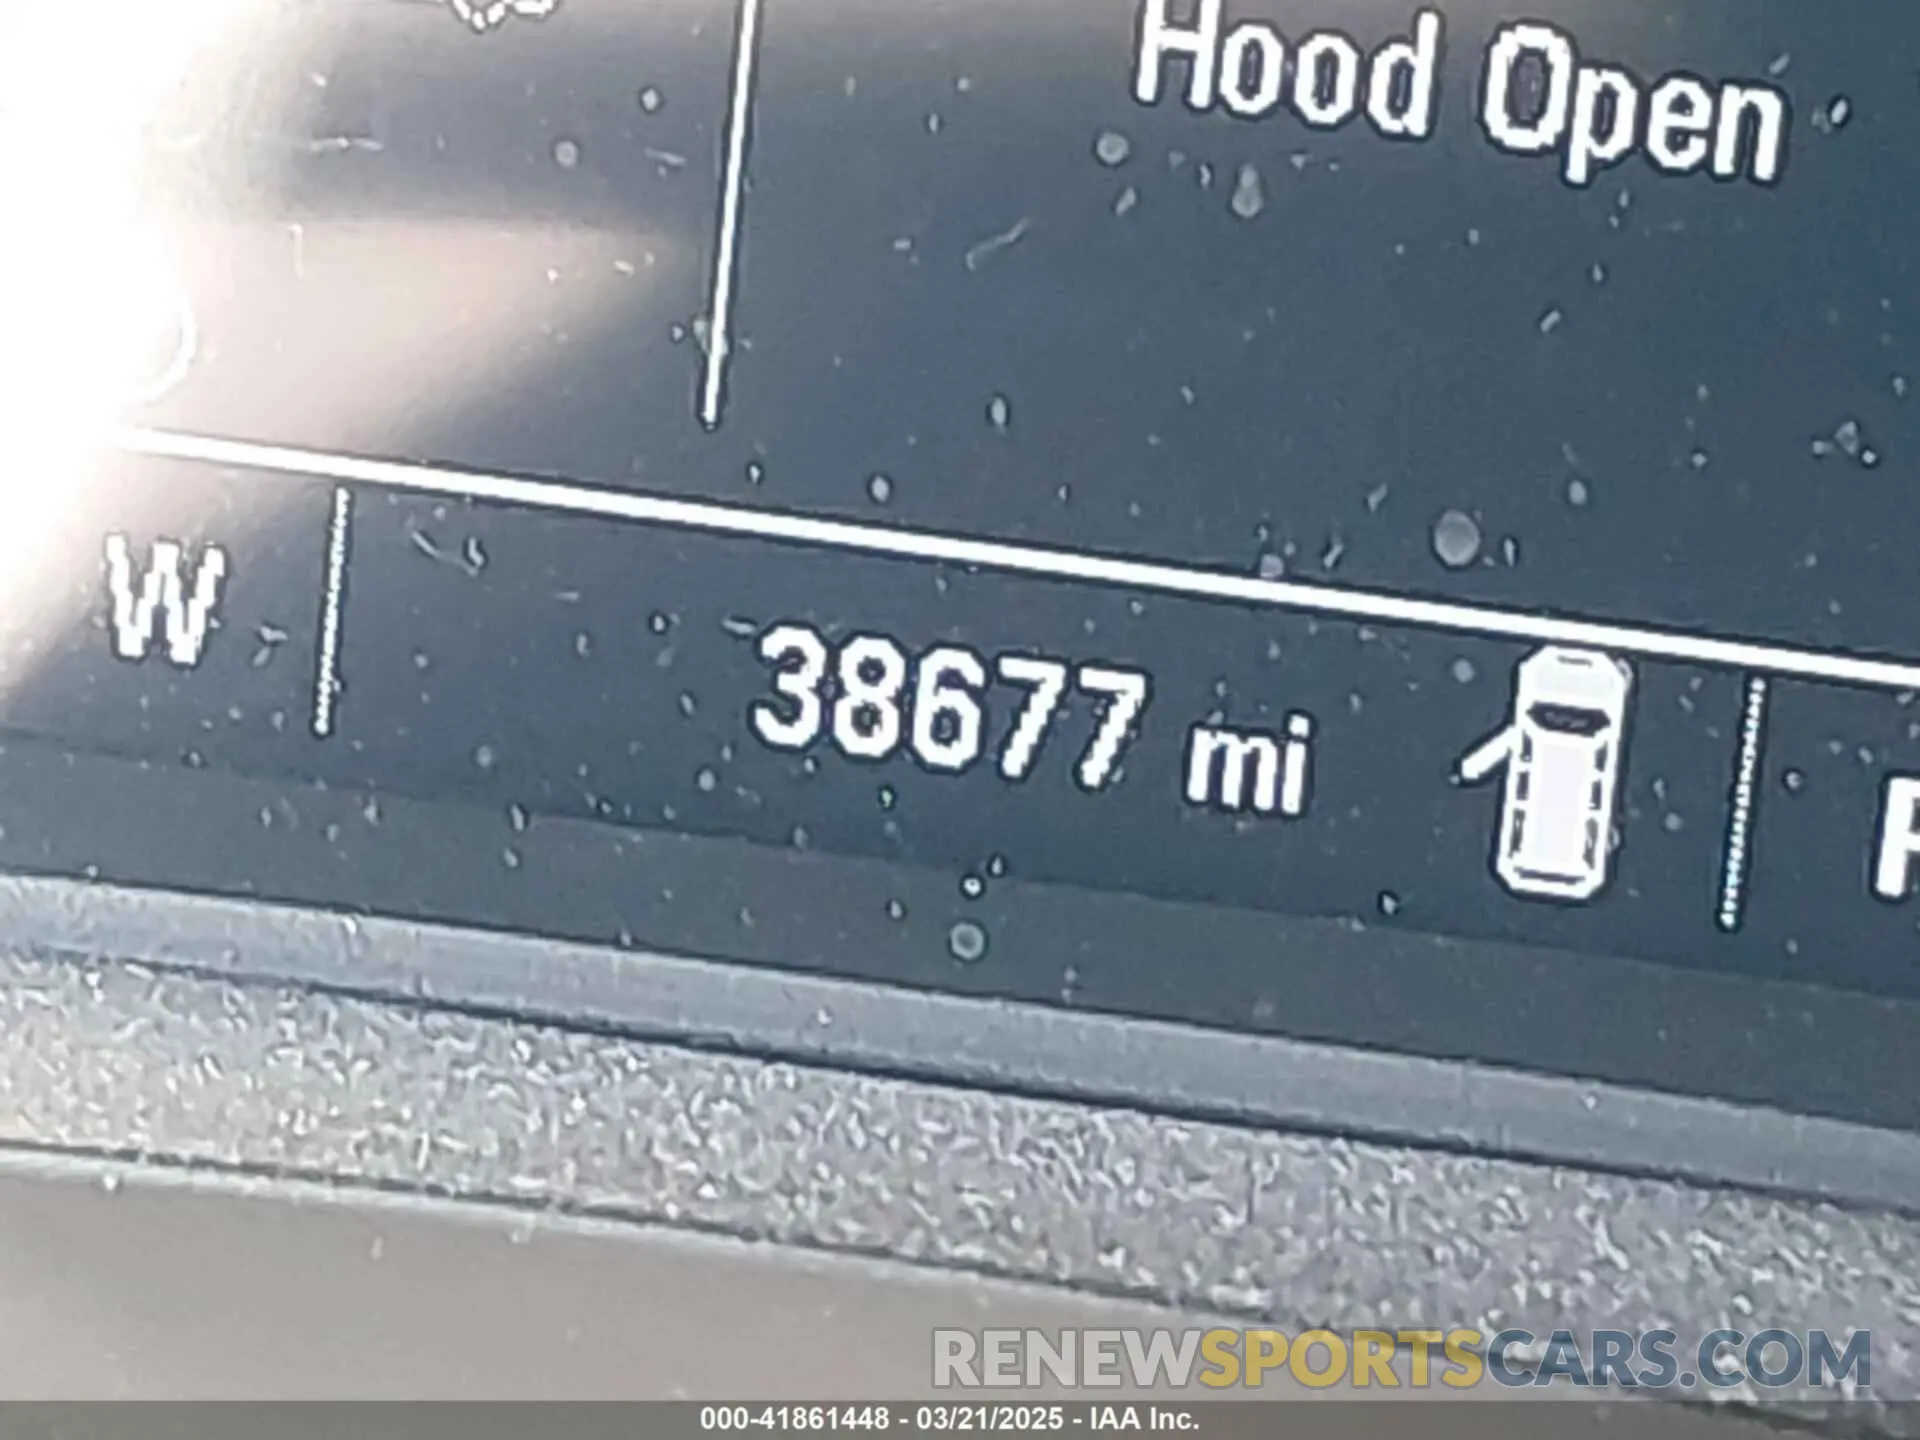 Hood Open
W
38677 mi
RENEWSPORTSCARS.COM
000-41861448 - 03/21/2025 - IAA Inc.